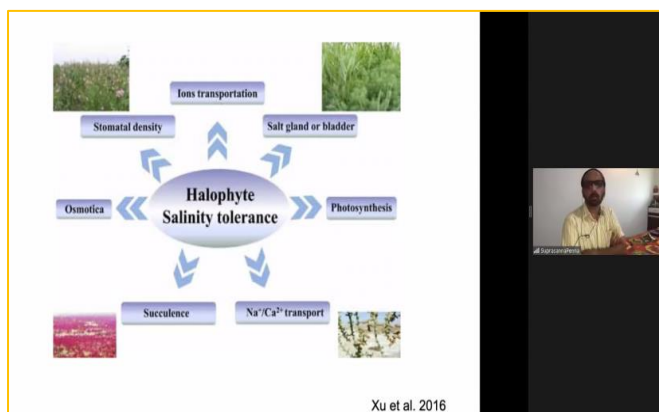 Ions transportation
Stomatal density
Salt gland or bladder
Osmotica
Halophyte
Salinity tolerance
Photosynthesis
Succulence
Na⁺/Ca²⁺ transport
SuprasannaPenna
Xu et al. 2016